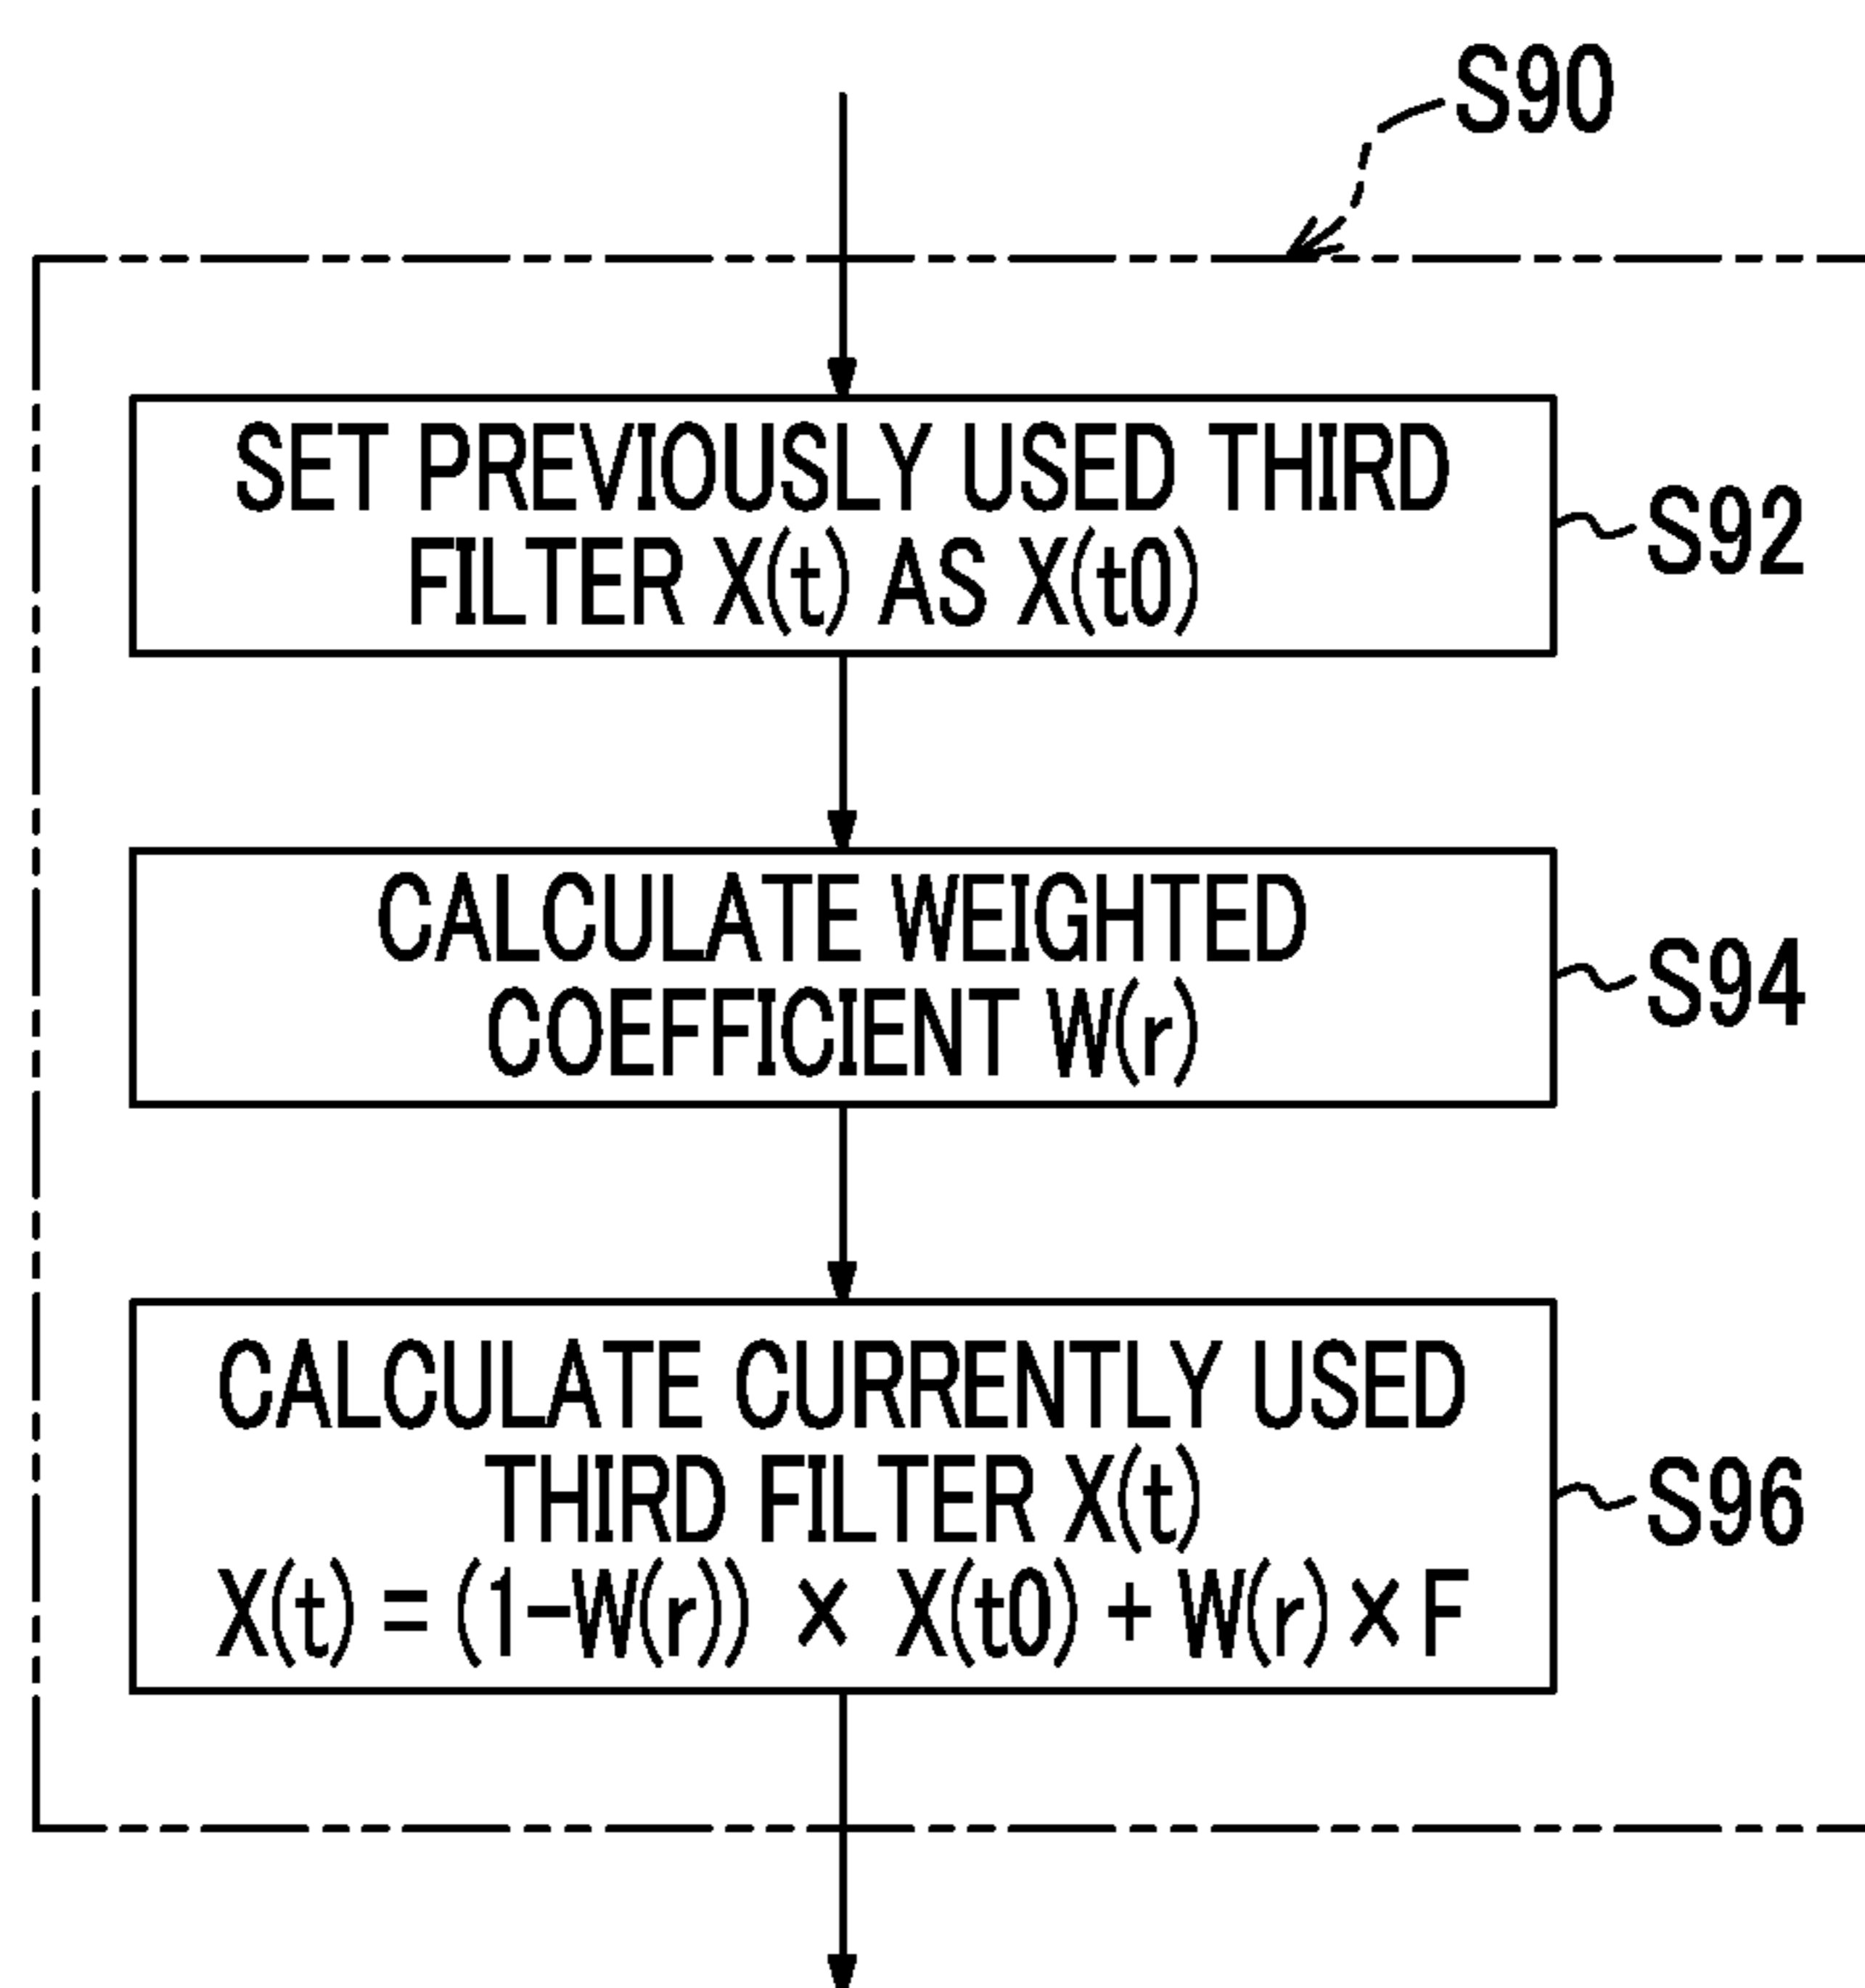 S90
SET PREVIOUSLY USED THIRD
FILTER X(t) AS X(t0)
S92
CALCULATE WEIGHTED
COEFFICIENT W(r)
S94
CALCULATE CURRENTLY USED
THIRD FILTER X(t)
X(t) = (1-W(r)) × X(t0) + W(r) × F
S96